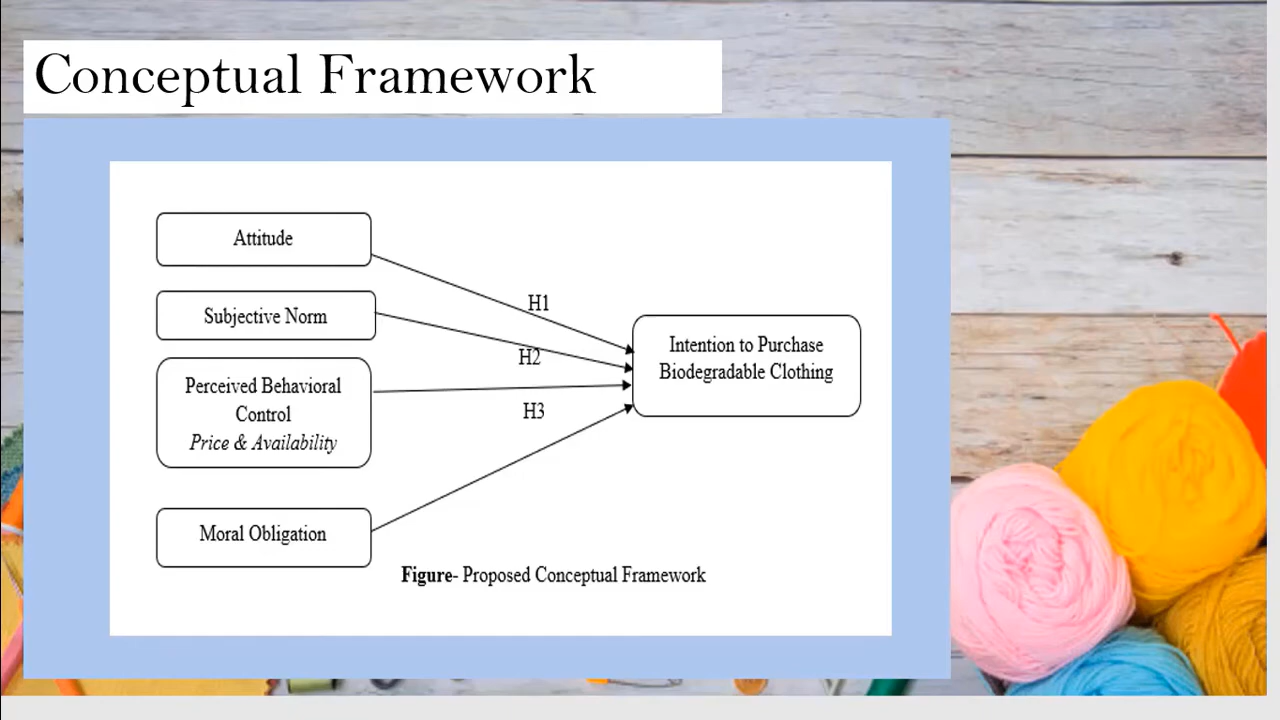 Conceptual Framework
Attitude
H1
Subjective Norm
Intention to Purchase
Biodegradable Clothing
H2
Perceived Behavioral
Control
Price & Availability
H3
Moral Obligation
Figure- Proposed Conceptual Framework